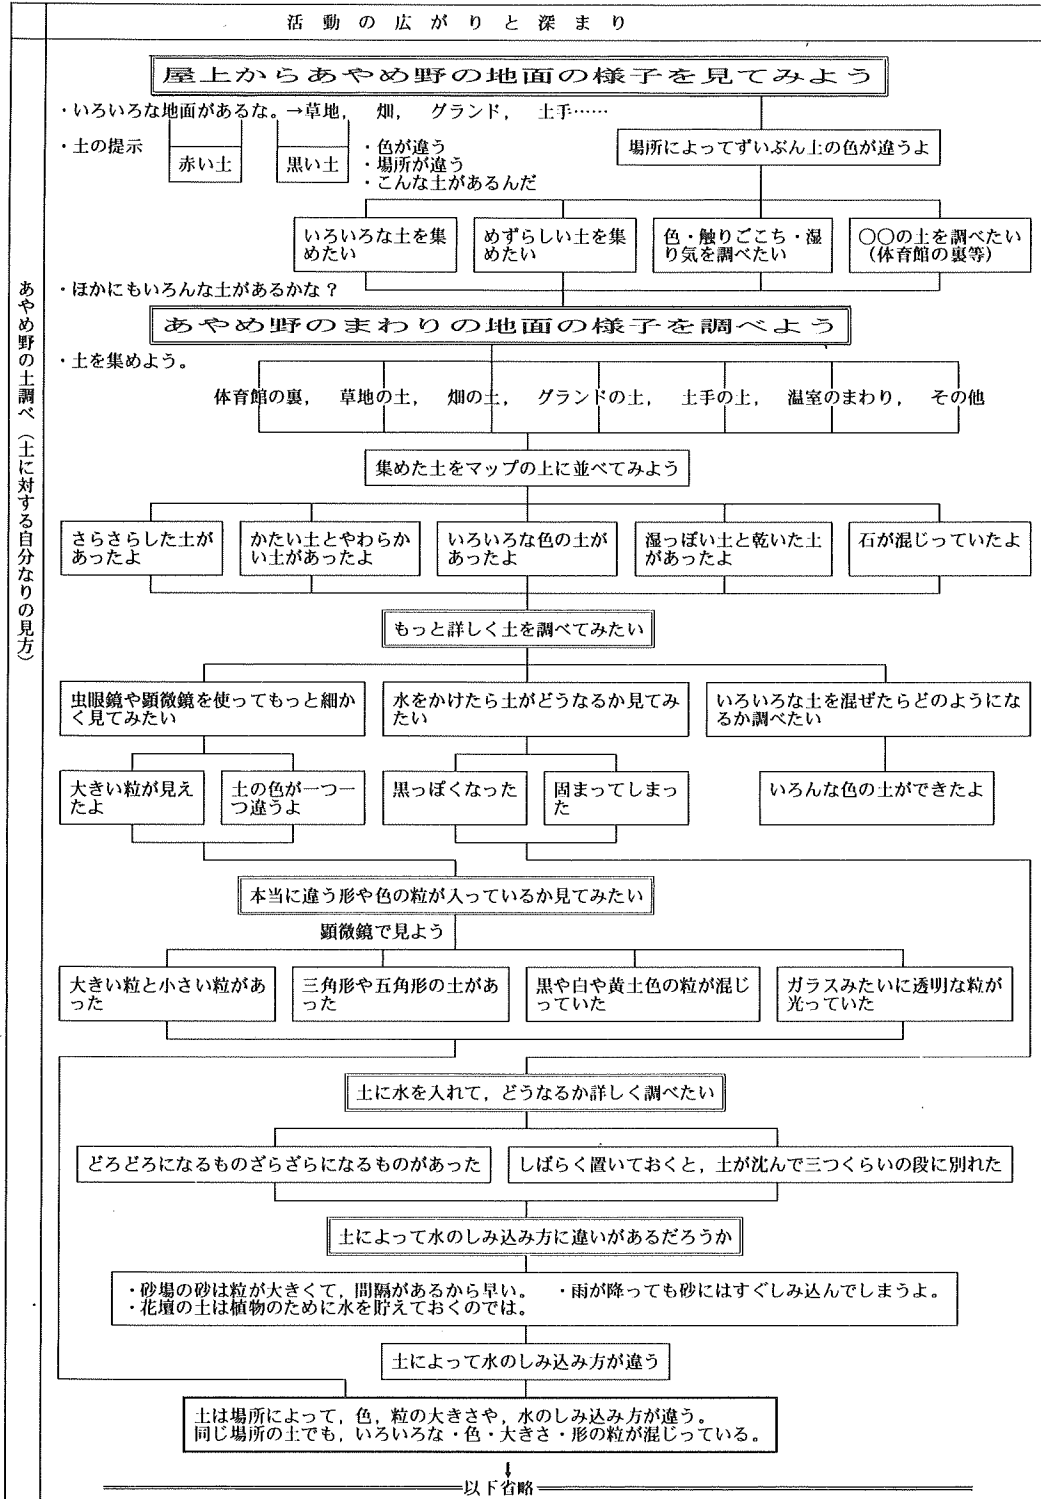 活動の広がりと深まり
あやめ野の土調べ（土に対する自分なりの見方）
屋上からあやめ野の地面の様子を見てみよう
・いろいろな地面があるな。→草地，　畑，　グランド，　土手……
・土の提示
赤い土
黒い土
・色が違う
・場所が違う
・こんな土があるんだ
場所によってずいぶん土の色が違うよ
いろいろな土を集
めたい
めずらしい土を集
めたい
色・触りごこち・湿
り気を調べたい
〇〇の土を調べたい
（体育館の裏等）
・ほかにもいろんな土があるかな？
あやめ野のまわりの地面の様子を調べよう
・土を集めよう。
体育館の裏，　草地の土，　畑の土，　グランドの土，　土手の土，　温室のまわり，　その他
集めた土をマップの上に並べてみよう
さらさらした土が
あったよ
かたい土とやわらか
い土があったよ
いろいろな色の土が
あったよ
湿っぽい土と乾いた土
があったよ
石が混じっていたよ
もっと詳しく土を調べてみたい
虫眼鏡や顕微鏡を使ってもっと細か
く見てみたい
水をかけたら土がどうなるか見てみ
たい
いろいろな土を混ぜたらどのようにな
るか調べたい
大きい粒が見え
たよ
土の色が一つ一
つ違うよ
黒っぽくなった
固まってしまっ
た
いろんな色の土ができたよ
本当に違う形や色の粒が入っているか見てみたい
顕微鏡で見よう
大きい粒と小さい粒があ
った
三角形や五角形の土があ
った
黒や白や黄土色の粒が混じ
っていた
ガラスみたいに透明な粒が
光っていた
土に水を入れて，どうなるか詳しく調べたい
どろどろになるものざらざらになるものがあった
しばらく置いておくと，土が沈んで三つくらいの段に別れた
土によって水のしみ込み方に違いがあるだろうか
・砂場の砂は粒が大きくて，間隔があるから早い。　・雨が降っても砂にはすぐしみ込んでしまうよ。
・花壇の土は植物のために水を貯えておくのでは。
土によって水のしみ込み方が違う
土は場所によって，色，粒の大きさや，水のしみ込み方が違う。
同じ場所の土でも，いろいろな・色・大きさ・形の粒が混じっている。
↓
以下省略